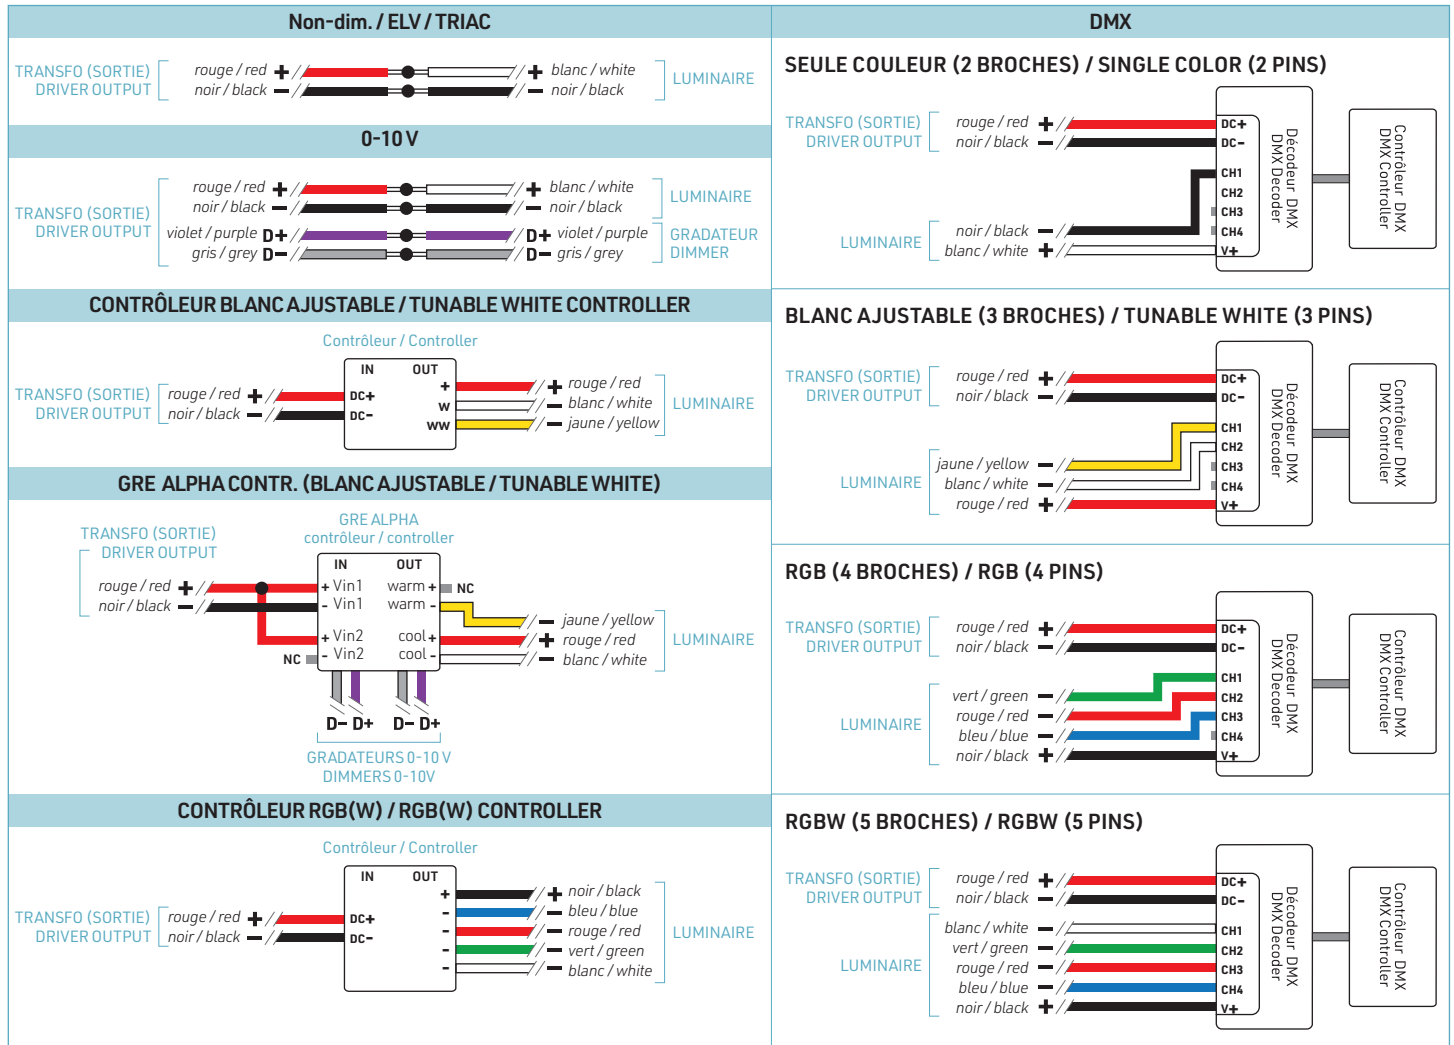 Non-dim. / ELV / TRIAC
TRANSFO (SORTIE)
DRIVER OUTPUT
rouge / red +
noir / black −
+ blanc / white
− noir / black
LUMINAIRE
0-10 V
TRANSFO (SORTIE)
DRIVER OUTPUT
rouge / red +
noir / black −
violet / purple D+
gris / grey D−
+ blanc / white
− noir / black
D+ violet / purple
D− gris / grey
LUMINAIRE
GRADATEUR
DIMMER
CONTRÔLEUR BLANC AJUSTABLE / TUNABLE WHITE CONTROLLER
Contrôleur / Controller
TRANSFO (SORTIE)
DRIVER OUTPUT
rouge / red +
noir / black −
IN OUT
DC+
DC−
+
W
WW
+ rouge / red
− blanc / white
− jaune / yellow
LUMINAIRE
GRE ALPHA CONTR. (BLANC AJUSTABLE / TUNABLE WHITE)
TRANSFO (SORTIE)
DRIVER OUTPUT
GRE ALPHA
contrôleur / controller
rouge / red +
noir / black −
IN OUT
+ Vin1 warm + NC
- Vin1 warm -
+ Vin2 cool +
NC - Vin2 cool -
− jaune / yellow
+ rouge / red
− blanc / white
LUMINAIRE
D− D+ D− D+
GRADATEURS 0-10 V
DIMMERS 0-10V
CONTRÔLEUR RGB(W) / RGB(W) CONTROLLER
Contrôleur / Controller
TRANSFO (SORTIE)
DRIVER OUTPUT
rouge / red +
noir / black −
IN OUT
DC+
DC−
+
-
-
-
-
+ noir / black
− bleu / blue
− rouge / red
− vert / green
− blanc / white
LUMINAIRE
DMX
SEULE COULEUR (2 BROCHES) / SINGLE COLOR (2 PINS)
TRANSFO (SORTIE)
DRIVER OUTPUT
rouge / red +
noir / black −
LUMINAIRE
noir / black −
blanc / white +
DC+
DC−
CH1
CH2
CH3
CH4
V+
Décodeur DMX
DMX Decoder
Contrôleur DMX
DMX Controller
BLANC AJUSTABLE (3 BROCHES) / TUNABLE WHITE (3 PINS)
TRANSFO (SORTIE)
DRIVER OUTPUT
rouge / red +
noir / black −
LUMINAIRE
jaune / yellow −
blanc / white −
rouge / red +
DC+
DC−
CH1
CH2
CH3
CH4
V+
Décodeur DMX
DMX Decoder
Contrôleur DMX
DMX Controller
RGB (4 BROCHES) / RGB (4 PINS)
TRANSFO (SORTIE)
DRIVER OUTPUT
rouge / red +
noir / black −
LUMINAIRE
vert / green −
rouge / red −
bleu / blue −
noir / black +
DC+
DC−
CH1
CH2
CH3
CH4
V+
Décodeur DMX
DMX Decoder
Contrôleur DMX
DMX Controller
RGBW (5 BROCHES) / RGBW (5 PINS)
TRANSFO (SORTIE)
DRIVER OUTPUT
rouge / red +
noir / black −
LUMINAIRE
blanc / white −
vert / green −
rouge / red −
bleu / blue −
noir / black +
DC+
DC−
CH1
CH2
CH3
CH4
V+
Décodeur DMX
DMX Decoder
Contrôleur DMX
DMX Controller